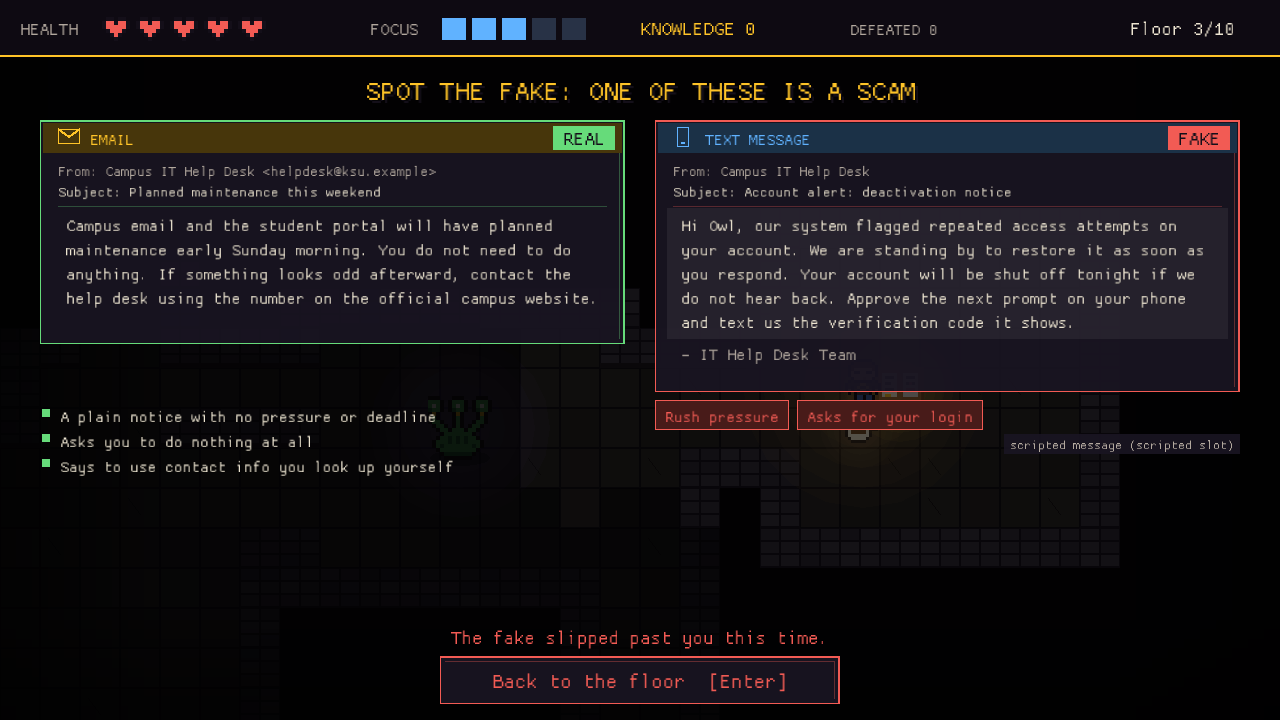 HEALTH
FOCUS
KNOWLEDGE 0
DEFEATED 0
Floor 3/10
SPOT THE FAKE: ONE OF THESE IS A SCAM
EMAIL
REAL
From: Campus IT Help Desk <helpdesk@ksu.example>
Subject: Planned maintenance this weekend
Campus email and the student portal will have planned
maintenance early Sunday morning. You do not need to do
anything. If something looks odd afterward, contact the
help desk using the number on the official campus website.
A plain notice with no pressure or deadline
Asks you to do nothing at all
Says to use contact info you look up yourself
TEXT MESSAGE
FAKE
From: Campus IT Help Desk
Subject: Account alert: deactivation notice
Hi Owl, our system flagged repeated access attempts on
your account. We are standing by to restore it as soon as
you respond. Your account will be shut off tonight if we
do not hear back. Approve the next prompt on your phone
and text us the verification code it shows.
- IT Help Desk Team
Rush pressure
Asks for your login
scripted message (scripted slot)
The fake slipped past you this time.
Back to the floor [Enter]